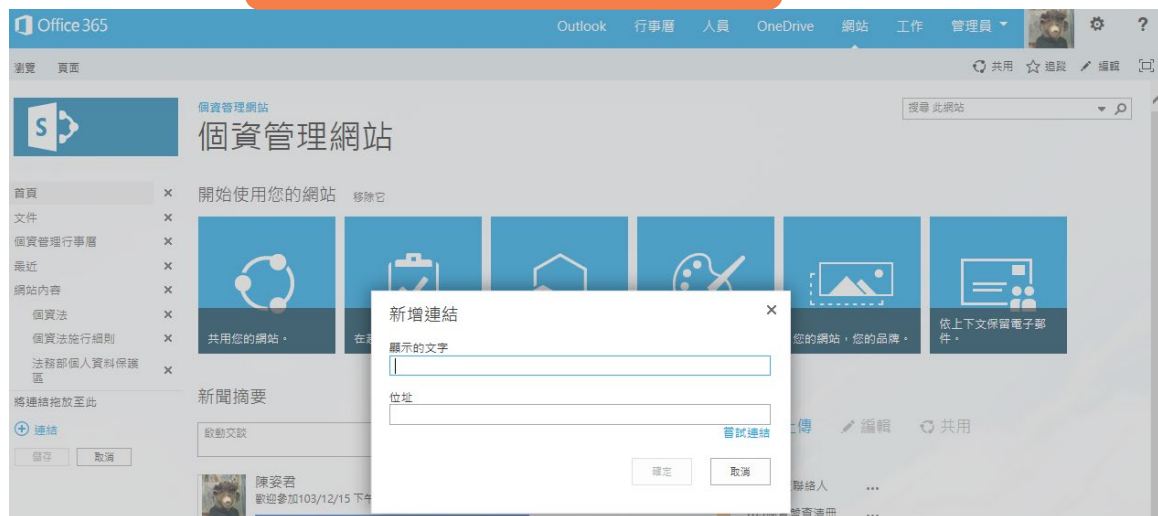 Office 365
Outlook 行事曆 人員 OneDrive 網站 工作 管理員 ?
瀏覽 頁面
共用 追蹤 編輯
S
個資管理網站
個資管理網站
搜尋 此網站
首頁
文件
個資管理行事曆
最近
網站內容
個資法
個資法施行細則
法務部個人資料保護
區
將連結拖放至此
連結
儲存 取消
開始使用您的網站 移除它
共用您的網站。
您的網站,您的品牌。
依上下文保留電子郵
件。
新增連結
顯示的文字
位址
嘗試連結
確定 取消
新聞摘要
啟動交談
陳姿君
歡迎參加103/12/15 下午
傳 編輯 共用
聯絡人 ...